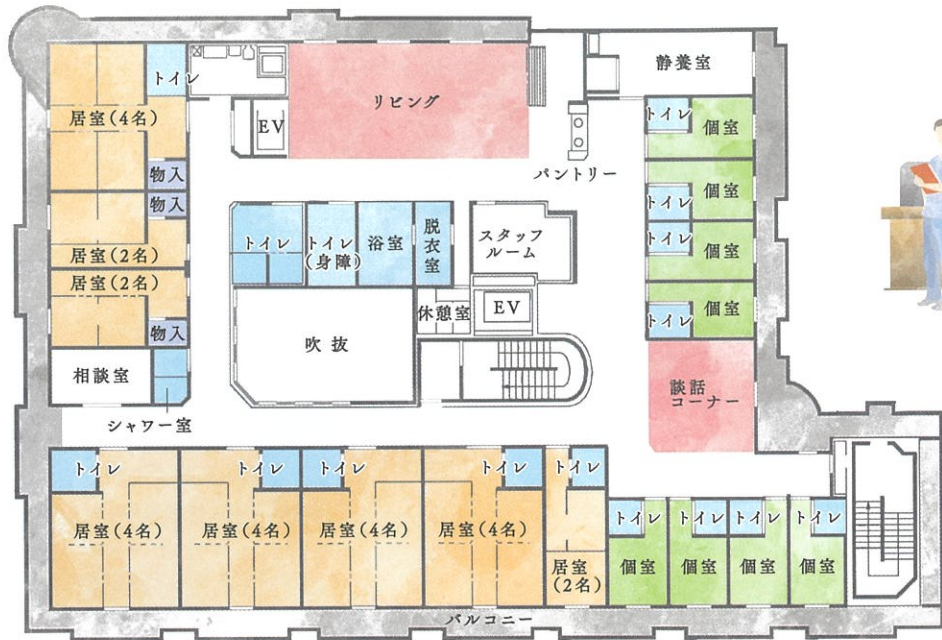 静養室
トイレ
リビング
居室(4名)
EV
トイレ
個室
物入
パントリー
物入
個室
トイレ
トイレ
トイレ
(身障)
浴室
脱衣室
スタッフ
ルーム
トイレ
個室
居室(2名)
居室(2名)
休憩室
EV
個室
トイレ
物入
吹抜
相談室
談話
コーナー
シャワー室
トイレ
トイレ
トイレ
トイレ
トイレ
居室(4名)
居室(4名)
居室(4名)
居室(4名)
トイレ
トイレ
トイレ
トイレ
居室
(2名)
個室
個室
個室
個室
バルコニー